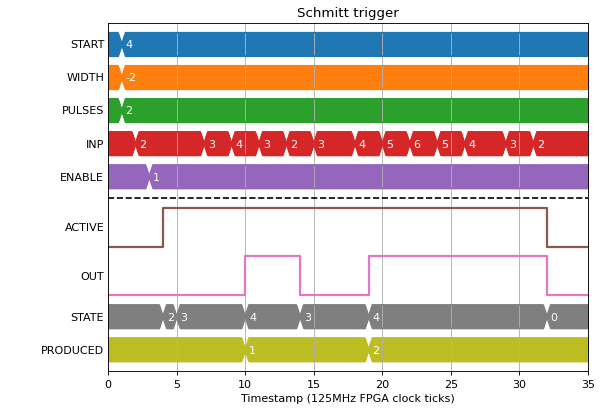 Schmitt trigger
START 4
WIDTH -2
PULSES 2
INP 2 3 4 3 2 3 4 5 6 5 4 3 2
ENABLE 1
ACTIVE
OUT
STATE 2 3 4 3 4 0
PRODUCED 1 2
0 5 10 15 20 25 30 35
Timestamp (125MHz FPGA clock ticks)